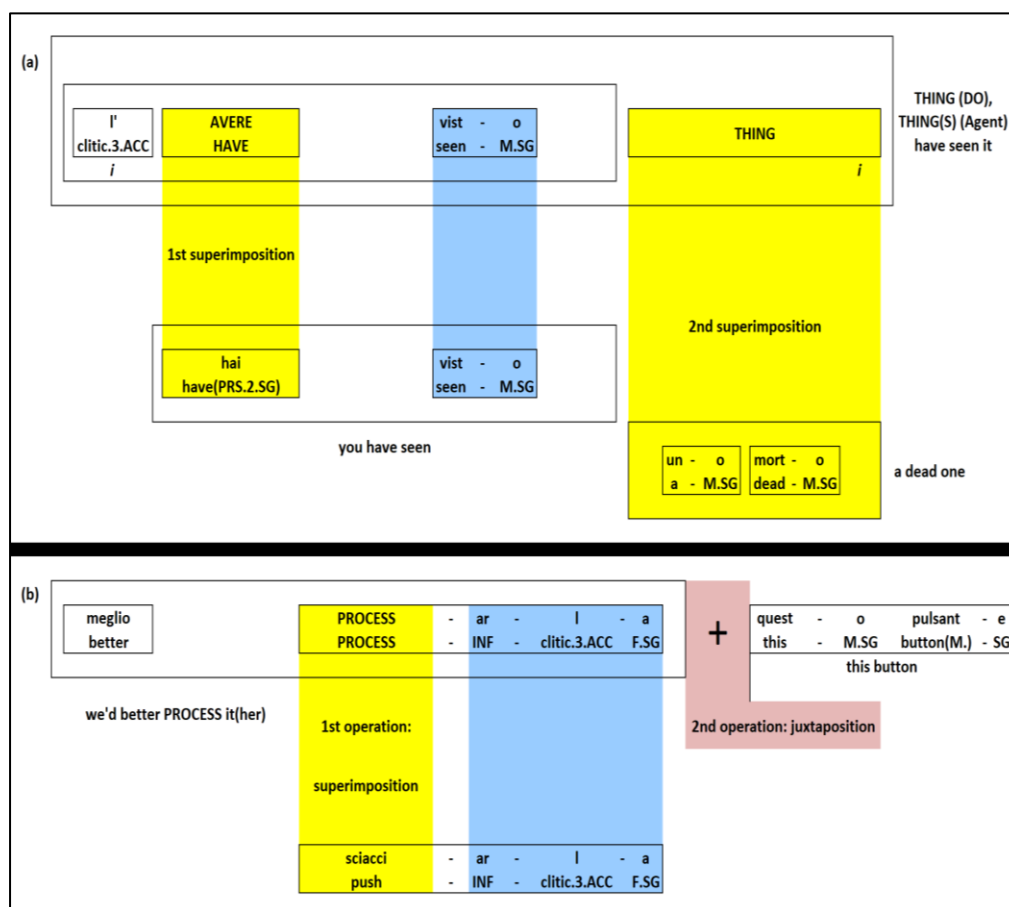 (a)
l' AVERE vist - o THING
clitic.3.ACC HAVE seen - M.SG
i i
THING (DO),
THING(S) (Agent)
have seen it
1st superimposition
2nd superimposition
hai vist - o
have(PRS.2.SG) seen - M.SG
you have seen
un - o mort - o
a - M.SG dead - M.SG
a dead one
(b)
meglio PROCESS - ar - l - a + quest - o pulsant - e
better PROCESS - INF - clitic.3.ACC F.SG this - M.SG button(M.) - SG
this button
we'd better PROCESS it(her)
1st operation:
superimposition
2nd operation: juxtaposition
sciacci - ar - l - a
push - INF - clitic.3.ACC F.SG